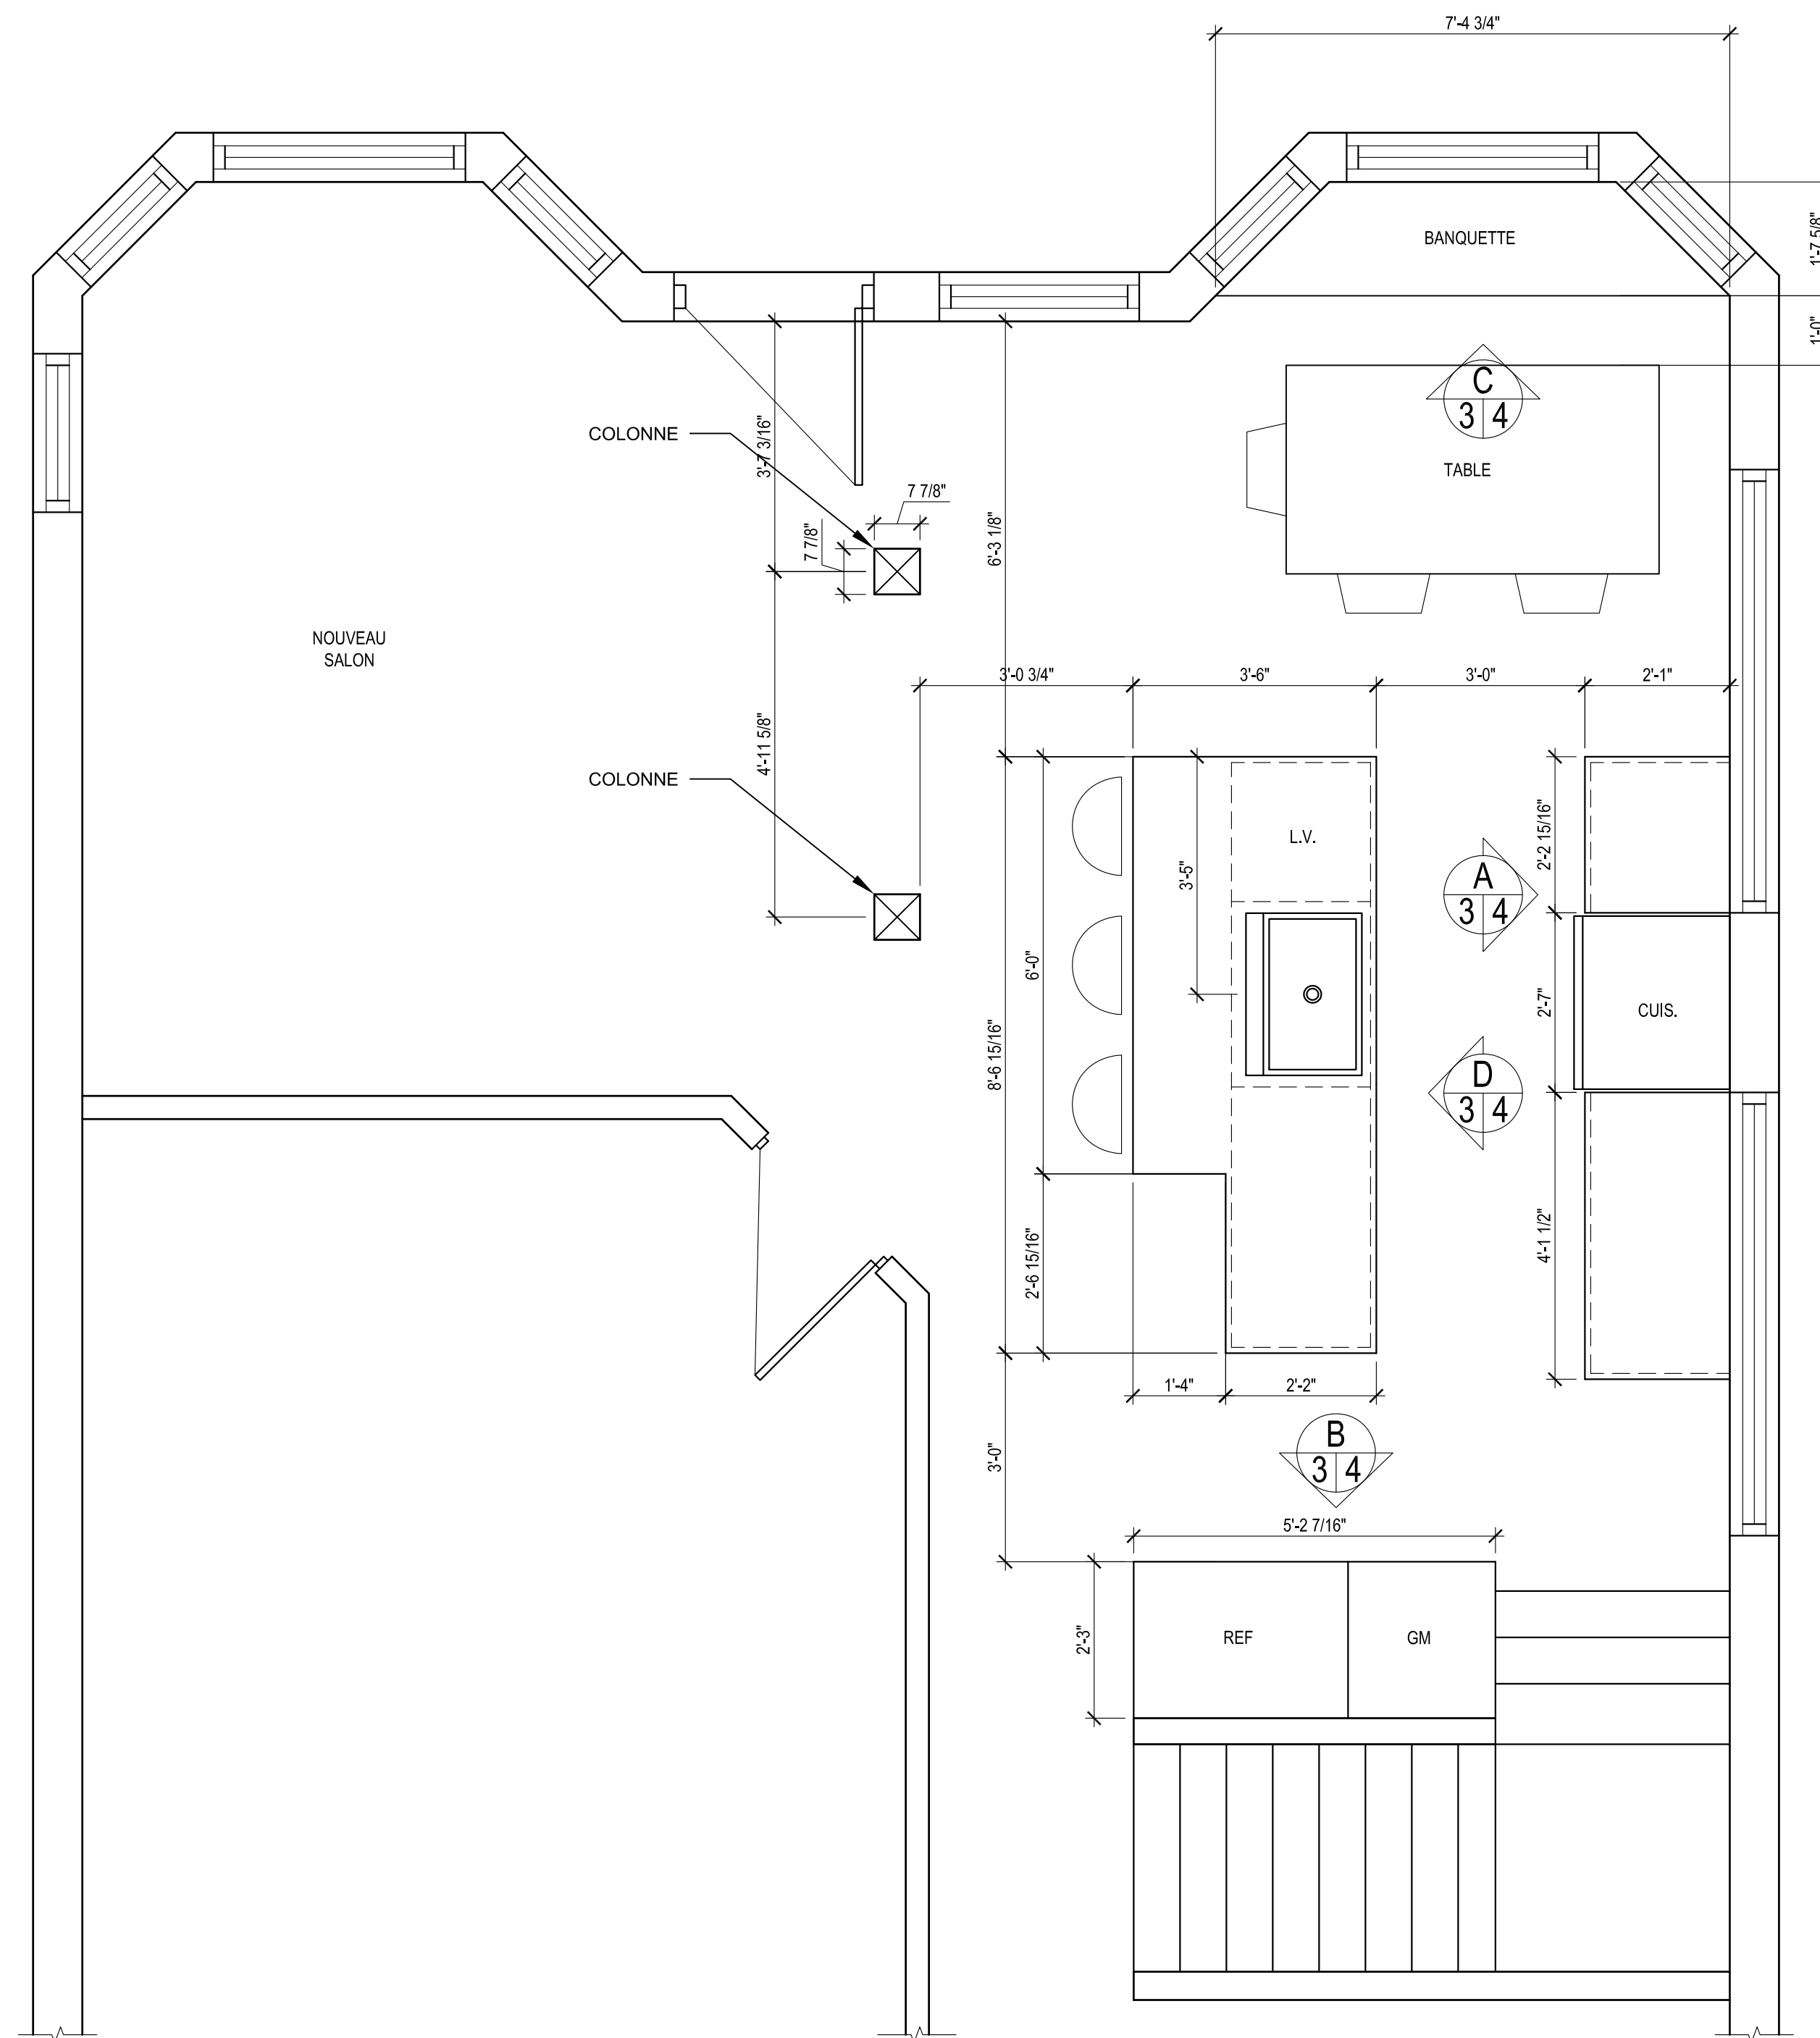 7'-4 3/4"
BANQUETTE
1'-7 5/8"
1'-0"
C
3 4
TABLE
COLONNE
3'-7 3/16"
7 7/8"
7 7/8"
6'-3 1/8"
NOUVEAU
SALON
3'-0 3/4"
3'-6"
3'-0"
2'-1"
4'-11 5/8"
COLONNE
L.V.
3'-5"
2'-2 15/16"
A
3 4
6'-0"
8'-6 15/16"
2'-7"
CUIS.
D
3 4
2'-6 15/16"
4'-1 1/2"
1'-4"
2'-2"
B
3 4
3'-0"
5'-2 7/16"
2'-3"
REF
GM